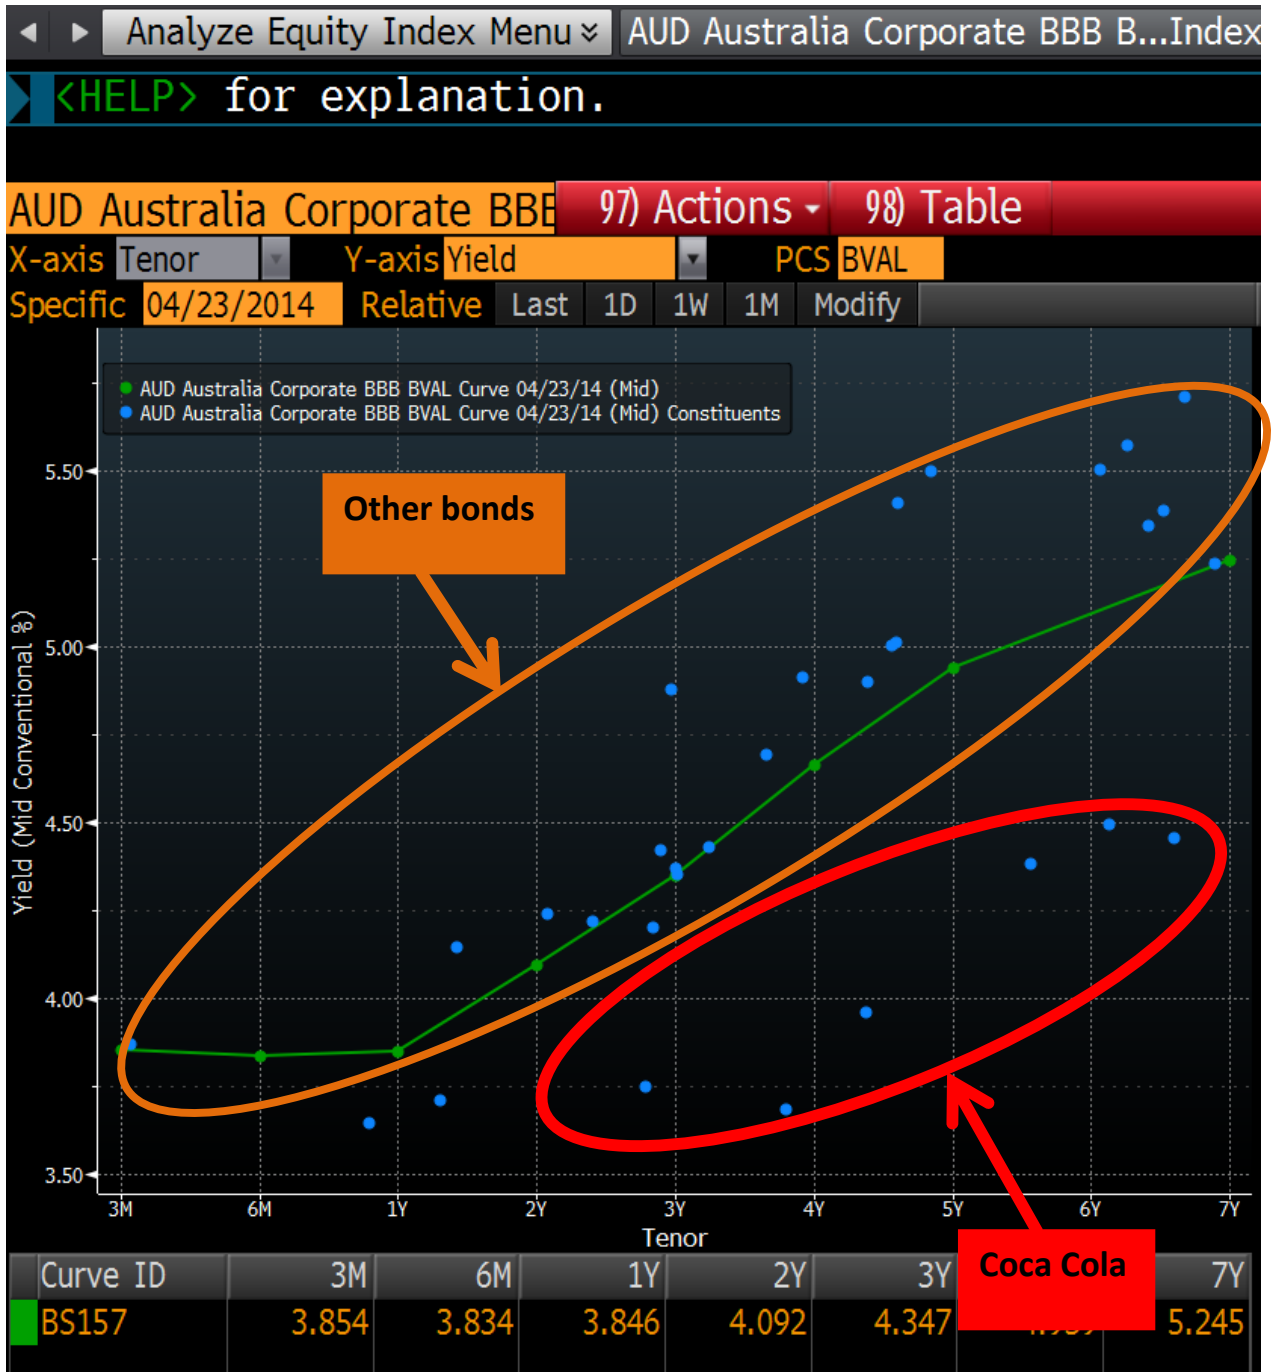 Analyze Equity Index Menu AUD Australia Corporate BBB B...Index
<HELP> for explanation.
AUD Australia Corporate BBB 97) Actions 98) Table
X-axis Tenor Y-axis Yield PCS BVAL
Specific 04/23/2014 Relative Last 1D 1W 1M Modify
AUD Australia Corporate BBB BVAL Curve 04/23/14 (Mid)
AUD Australia Corporate BBB BVAL Curve 04/23/14 (Mid) Constituents
5.50
Other bonds
5.00
4.50
4.00
3.50
Yield (Mid Conventional %)
3M 6M 1Y 2Y 3Y 4Y 5Y 6Y 7Y
Tenor
Coca Cola
Curve ID 3M 6M 1Y 2Y 3Y 7Y
BS157 3.854 3.834 3.846 4.092 4.347 5.245